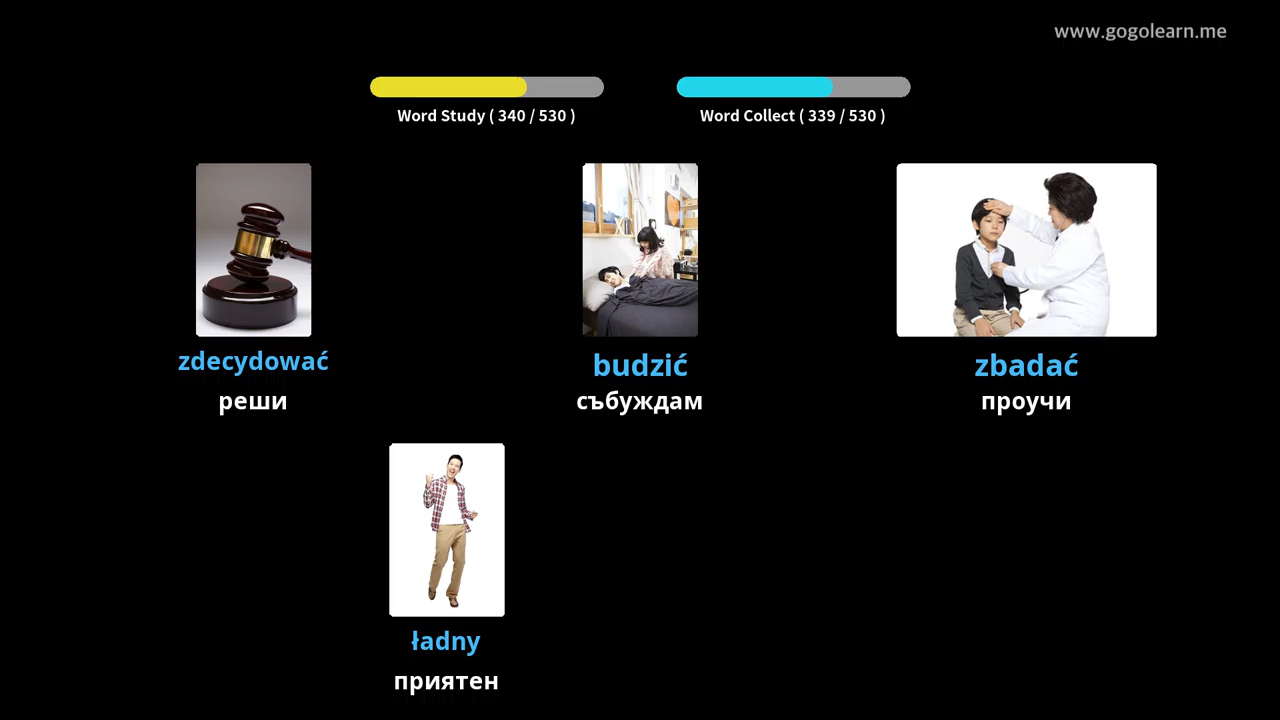 www.gogolearn.me
Word Study ( 340 / 530 )
Word Collect ( 339 / 530 )
zdecydować
реши
budzić
събуждам
zbadać
проучи
ładny
приятен